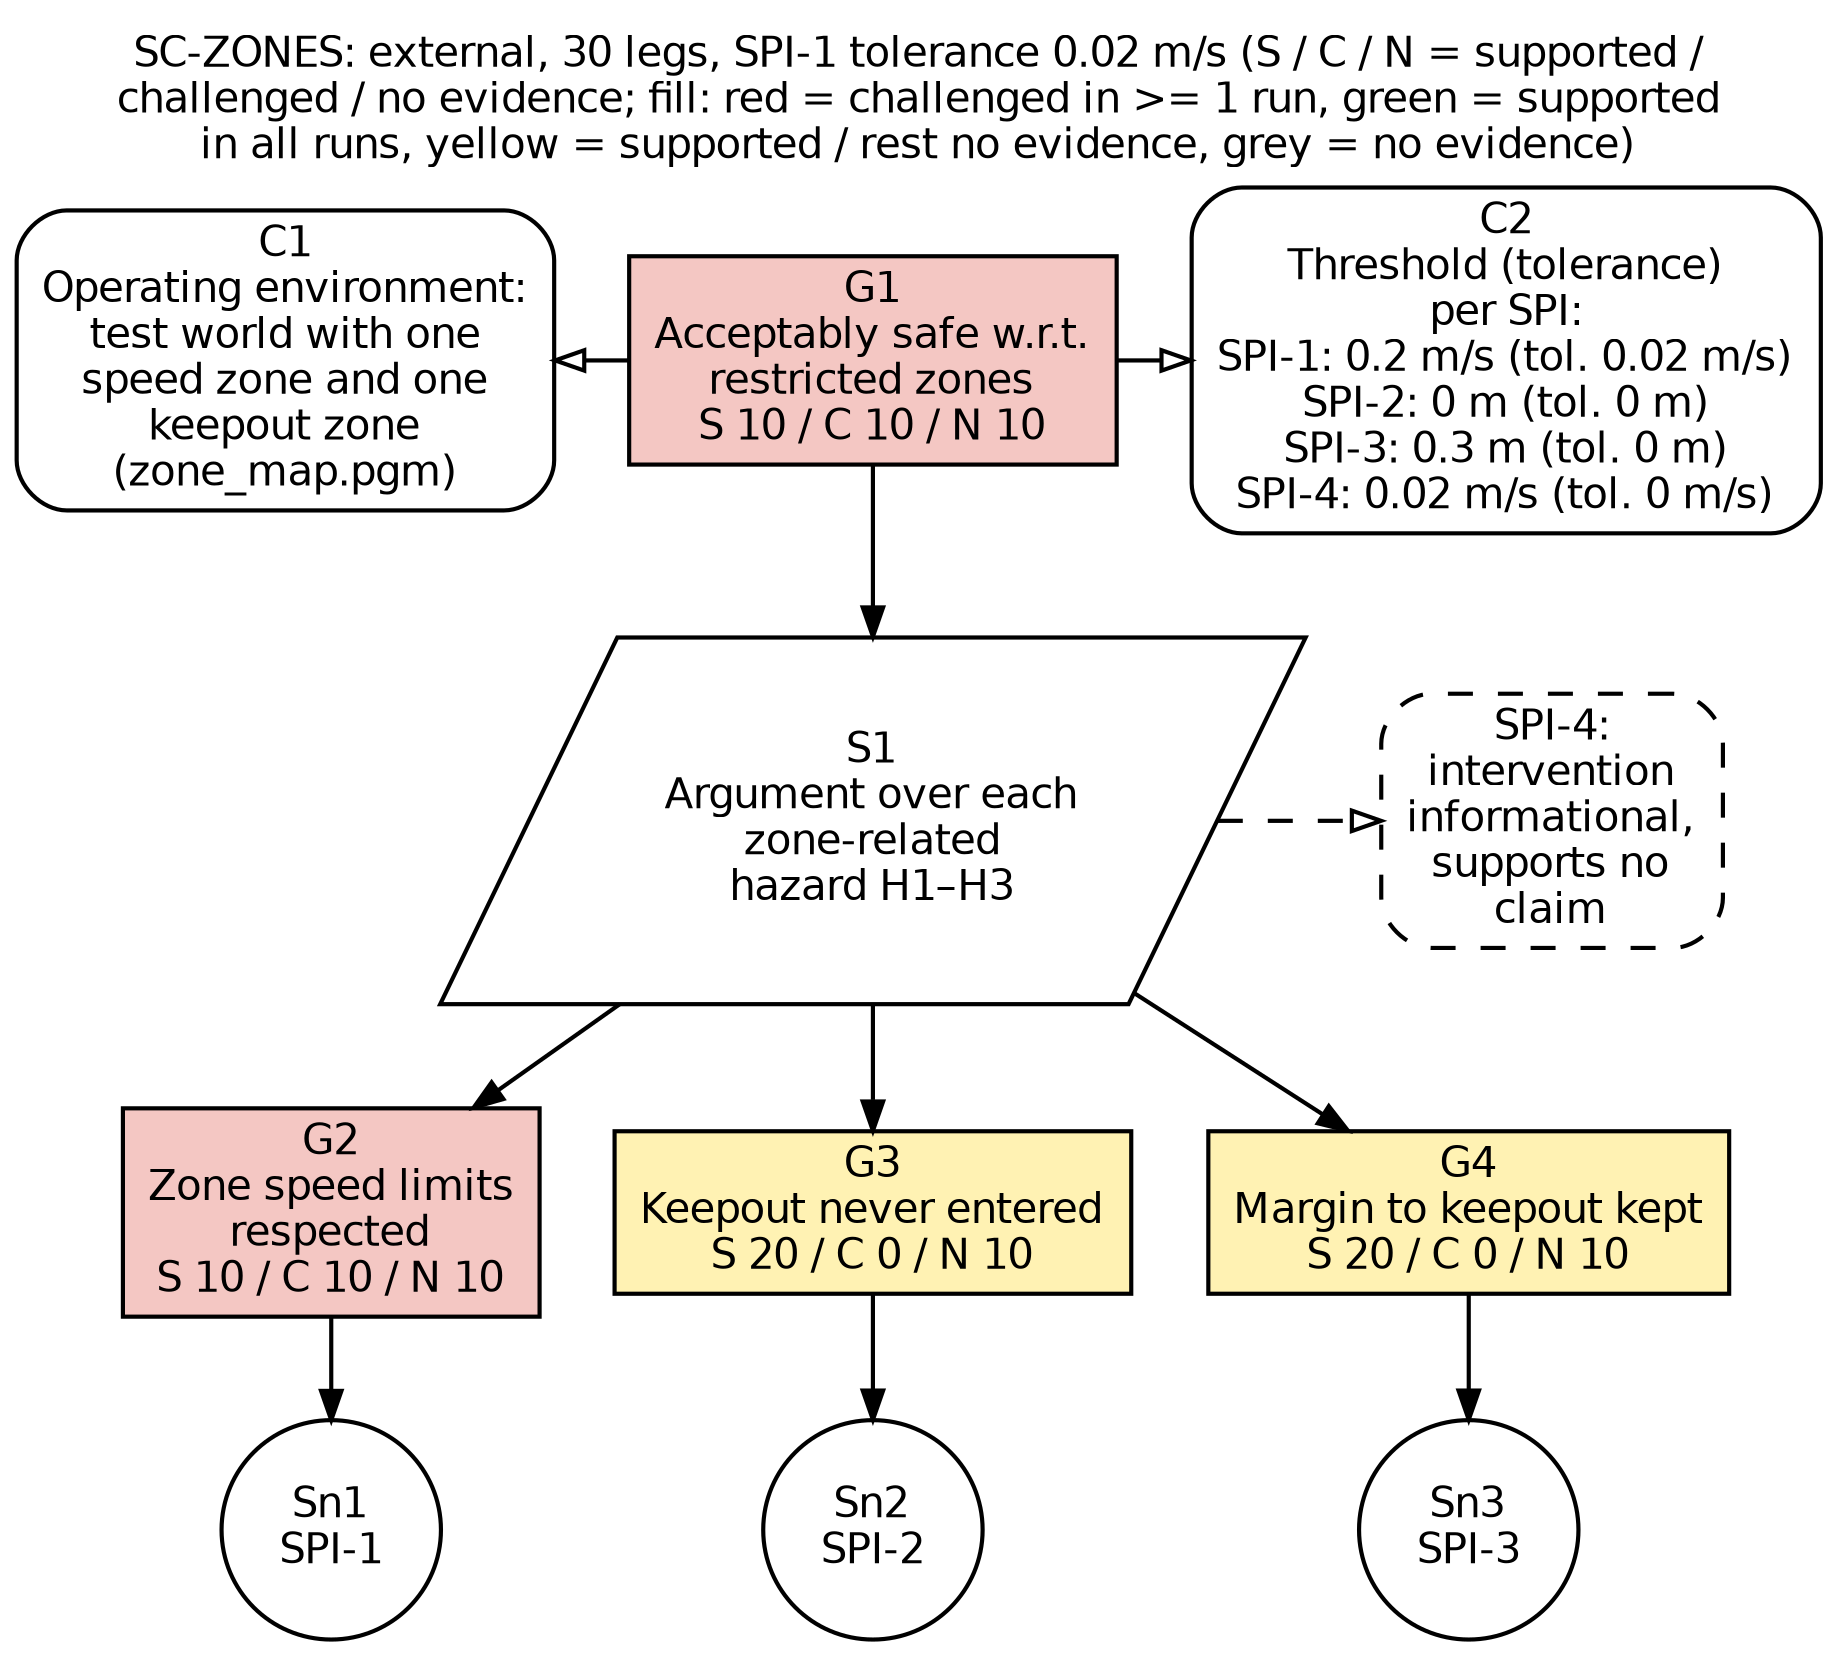 SC-ZONES: external, 30 legs, SPI-1 tolerance 0.02 m/s (S / C / N = supported /
challenged / no evidence; fill: red = challenged in >= 1 run, green = supported
in all runs, yellow = supported / rest no evidence, grey = no evidence)
C1
Operating environment:
test world with one
speed zone and one
keepout zone
(zone_map.pgm)
G1
Acceptably safe w.r.t.
restricted zones
S 10 / C 10 / N 10
C2
Threshold (tolerance)
per SPI:
SPI-1: 0.2 m/s (tol. 0.02 m/s)
SPI-2: 0 m (tol. 0 m)
SPI-3: 0.3 m (tol. 0 m)
SPI-4: 0.02 m/s (tol. 0 m/s)
S1
Argument over each
zone-related
hazard H1–H3
SPI-4:
intervention
informational,
supports no
claim
G2
Zone speed limits
respected
S 10 / C 10 / N 10
G3
Keepout never entered
S 20 / C 0 / N 10
G4
Margin to keepout kept
S 20 / C 0 / N 10
Sn1
SPI-1
Sn2
SPI-2
Sn3
SPI-3